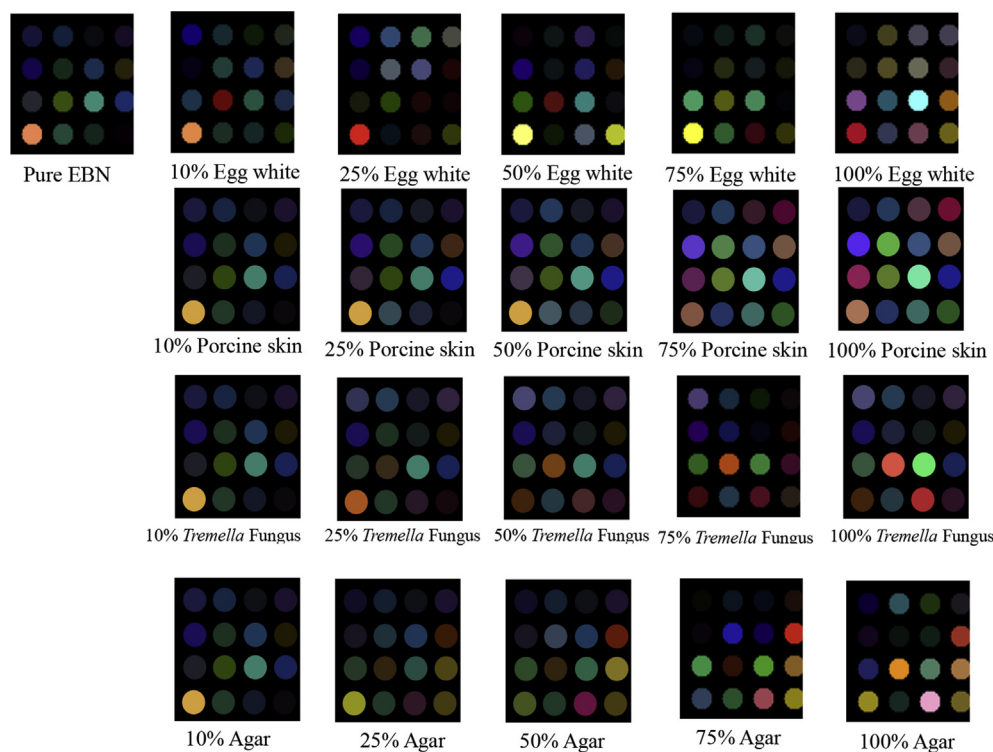 Pure EBN
10% Egg white
25% Egg white
50% Egg white
75% Egg white
100% Egg white
10% Porcine skin
25% Porcine skin
50% Porcine skin
75% Porcine skin
100% Porcine skin
10% Tremella Fungus
25% Tremella Fungus
50% Tremella Fungus
75% Tremella Fungus
100% Tremella Fungus
10% Agar
25% Agar
50% Agar
75% Agar
100% Agar